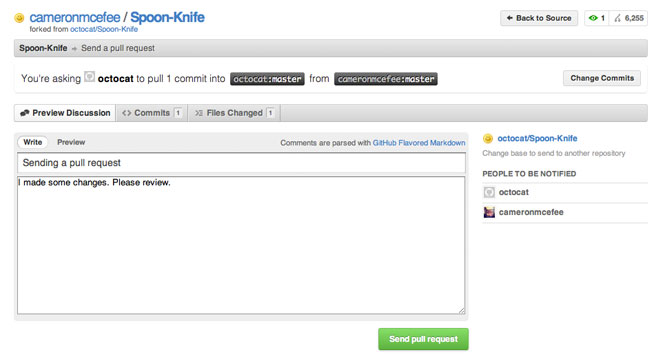 cameronmcefee / Spoon-Knife
forked from octocat/Spoon-Knife
Back to Source
1
6,255
Spoon-Knife Send a pull request
You're asking octocat to pull 1 commit into octocat:master from cameronmcefee:master
Change Commits
Preview Discussion
Commits 1
Files Changed 1
Write Preview Comments are parsed with GitHub Flavored Markdown
Sending a pull request
I made some changes. Please review.
Send pull request
octocat/Spoon-Knife
Change base to send to another repository
PEOPLE TO BE NOTIFIED
octocat
cameronmcefee